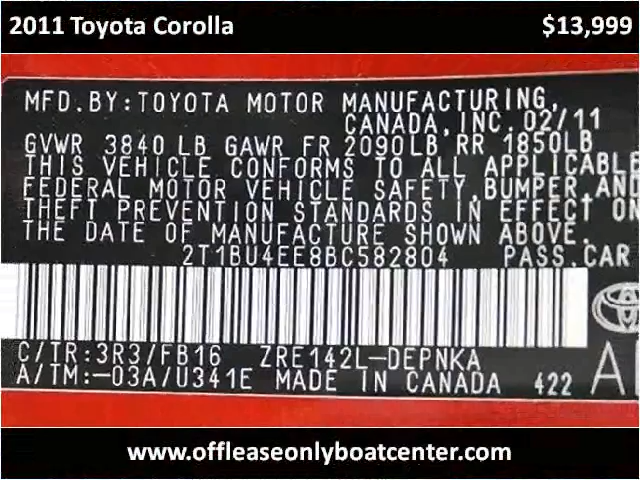 2011 Toyota Corolla $13,999
MFD. BY: TOYOTA MOTOR MANUFACTURING,
CANADA, INC. 02/11
GVWR 3840 LB GAWR FR 2090LB RR 1850LB
THIS VEHICLE CONFORMS TO ALL APPLICABLE
FEDERAL MOTOR VEHICLE SAFETY, BUMPER, AN
THEFT PREVENTION STANDARDS IN EFFECT ON
THE DATE OF MANUFACTURE SHOWN ABOVE.
2T1BU4EE8BC582804 PASS. CAR
C/TR: 3R3/FB16 ZRE142L-DEPNKA
A/TM: -03A/U341E MADE IN CANADA 422 A
www.offleaseonlyboatcenter.com